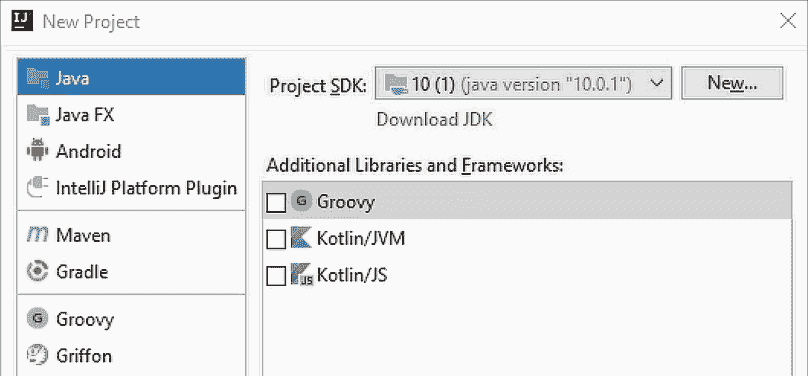 New Project
Java
Java FX
Android
IntelliJ Platform Plugin
Maven
Gradle
Groovy
Griffon
Project SDK: 10 (1) (java version "10.0.1") New...
Download JDK
Additional Libraries and Frameworks:
Groovy
Kotlin/JVM
Kotlin/JS